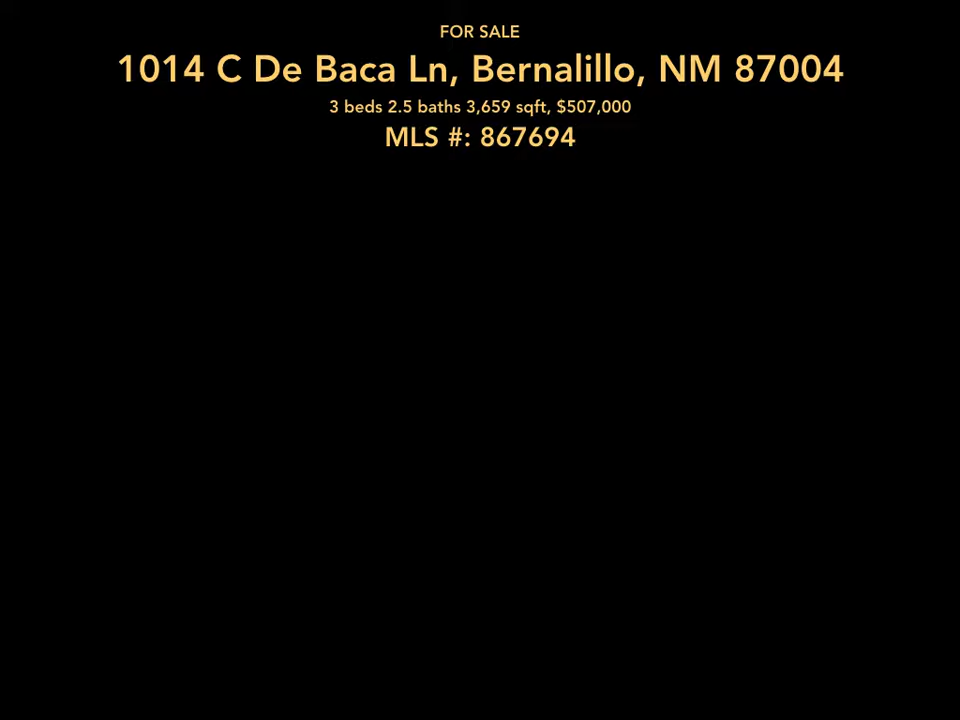 FOR SALE
1014 C De Baca Ln, Bernalillo, NM 87004
3 beds 2.5 baths 3,659 sqft, $507,000
MLS #: 867694